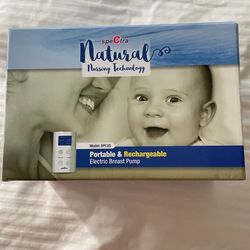 speCtra
Natural
Nursing Technology
Model: 9PLUS
Portable & Rechargeable
Electric Breast Pump